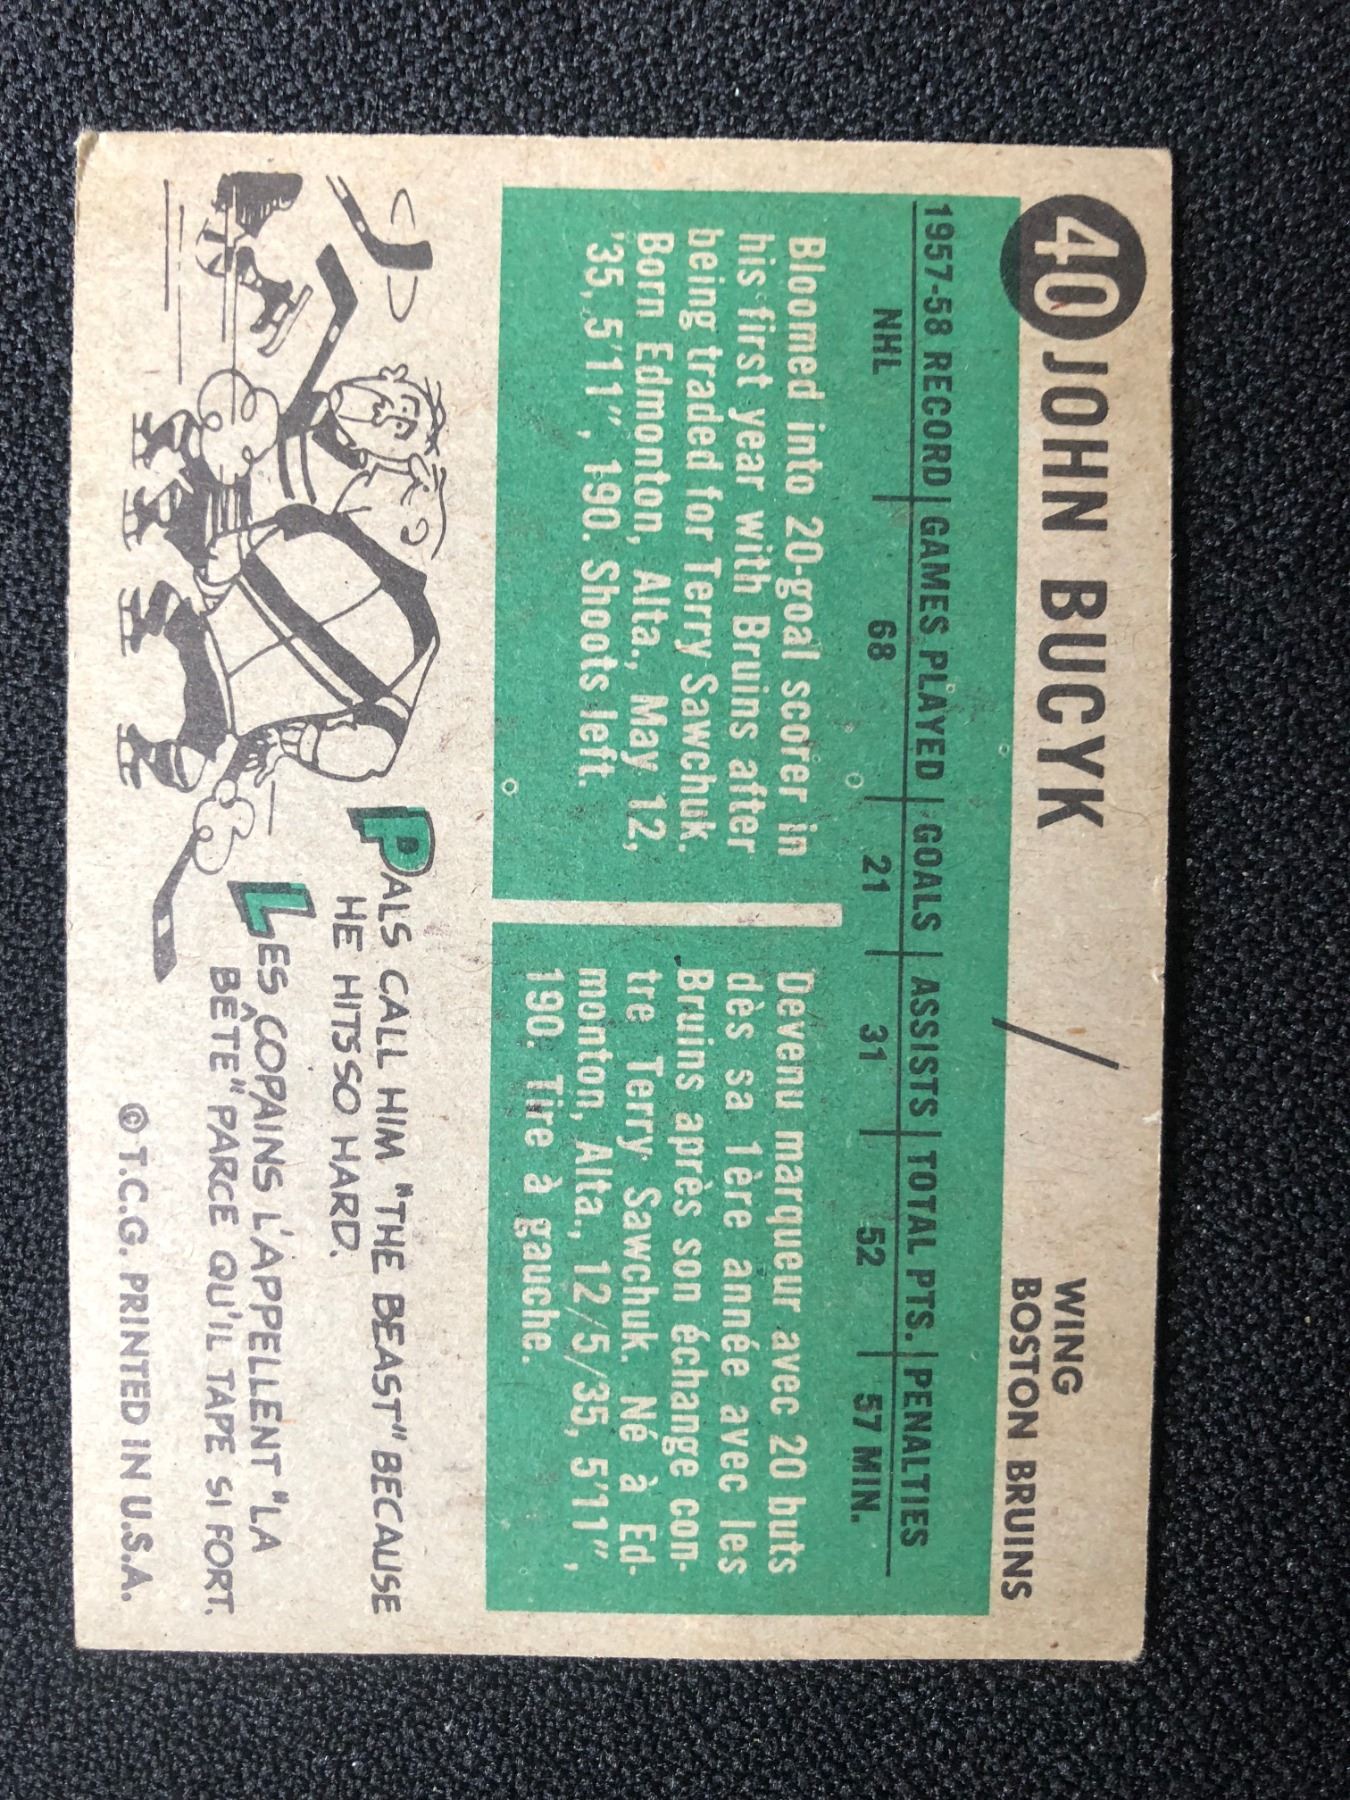 40 JOHN BUCYK /
WING
BOSTON BRUINS
1957-58 RECORD | GAMES PLAYED | GOALS | ASSISTS | TOTAL PTS. | PENALTIES
NHL 68 21 31 52 57 MIN.
Bloomed into 20-goal scorer in
his first year with Bruins after
being traded for Terry Sawchuk.
Born Edmonton, Alta., May 12,
'35, 5'11", 190. Shoots left.
Devenu marqueur avec 20 buts
dès sa 1ère année avec les
Bruins après son échange con-
tre Terry Sawchuk. Né à Ed-
monton, Alta., 12/5/35, 5'11",
190. Tire à gauche.
PALS CALL HIM "THE BEAST" BECAUSE
HE HITS SO HARD.
LES COPAINS L'APPELLENT "LA
BÊTE" PARCE QU'IL TAPE SI FORT.
© T.C.G. PRINTED IN U.S.A.